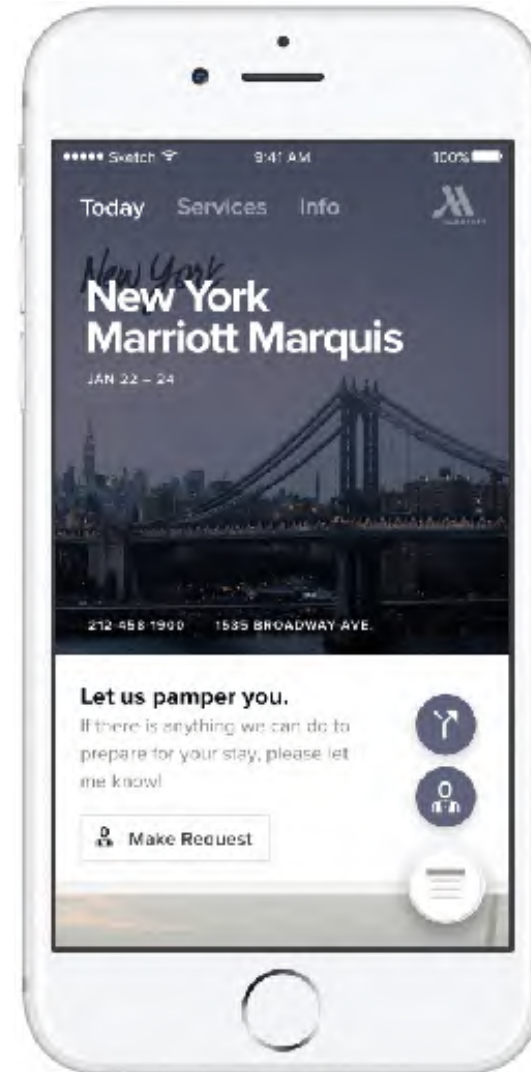 Sketch 9:41 AM 100%
Today Services Info
New York
New York
Marriott Marquis
JAN 22 – 24
212 458 1900 1535 BROADWAY AVE.
Let us pamper you.
If there is anything we can do to
prepare for your stay, please let
me know!
Make Request